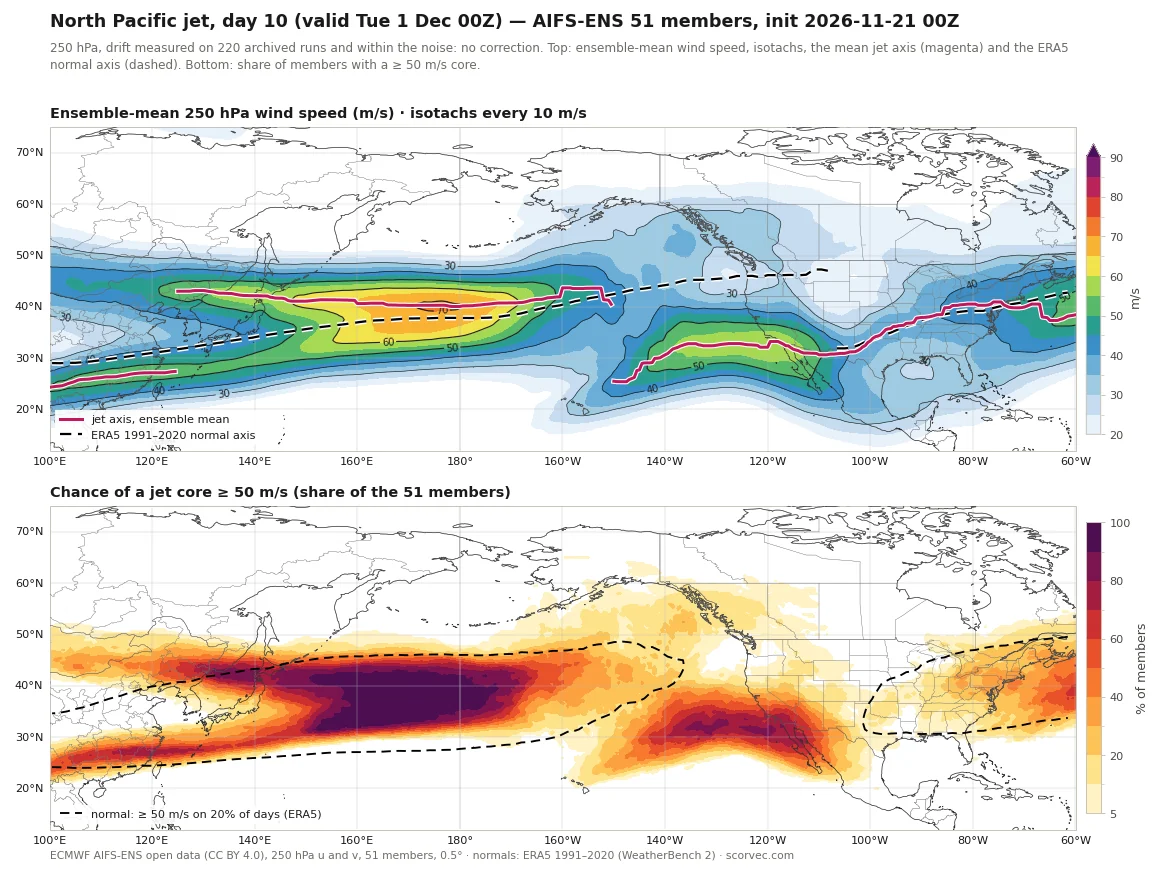 North Pacific jet, day 10 (valid Tue 1 Dec 00Z) — AIFS-ENS 51 members, init 2026-11-21 00Z
250 hPa, drift measured on 220 archived runs and within the noise: no correction. Top: ensemble-mean wind speed, isotachs, the mean jet axis (magenta) and the ERA5
normal axis (dashed). Bottom: share of members with a ≥ 50 m/s core.
Ensemble-mean 250 hPa wind speed (m/s) · isotachs every 10 m/s
70°N
60°N
50°N
40°N
30°N
20°N
30
30
40
30
60
50
70
50
40
30
40
50
30
jet axis, ensemble mean
ERA5 1991–2020 normal axis
100°E 120°E 140°E 160°E 180° 160°W 140°W 120°W 100°W 80°W 60°W
90
80
70
60
50
40
30
20
m/s
Chance of a jet core ≥ 50 m/s (share of the 51 members)
70°N
60°N
50°N
40°N
30°N
20°N
normal: ≥ 50 m/s on 20% of days (ERA5)
100°E 120°E 140°E 160°E 180° 160°W 140°W 120°W 100°W 80°W 60°W
100
80
60
40
20
5
% of members
ECMWF AIFS-ENS open data (CC BY 4.0), 250 hPa u and v, 51 members, 0.5° · normals: ERA5 1991–2020 (WeatherBench 2) · scorvec.com